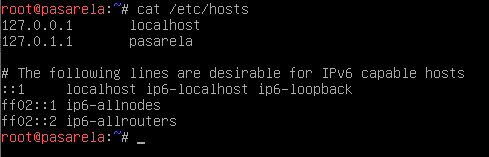 root@pasarela:~# cat /etc/hosts
127.0.0.1       localhost
127.0.1.1       pasarela

# The following lines are desirable for IPv6 capable hosts
::1     localhost ip6-localhost ip6-loopback
ff02::1 ip6-allnodes
ff02::2 ip6-allrouters
root@pasarela:~# _